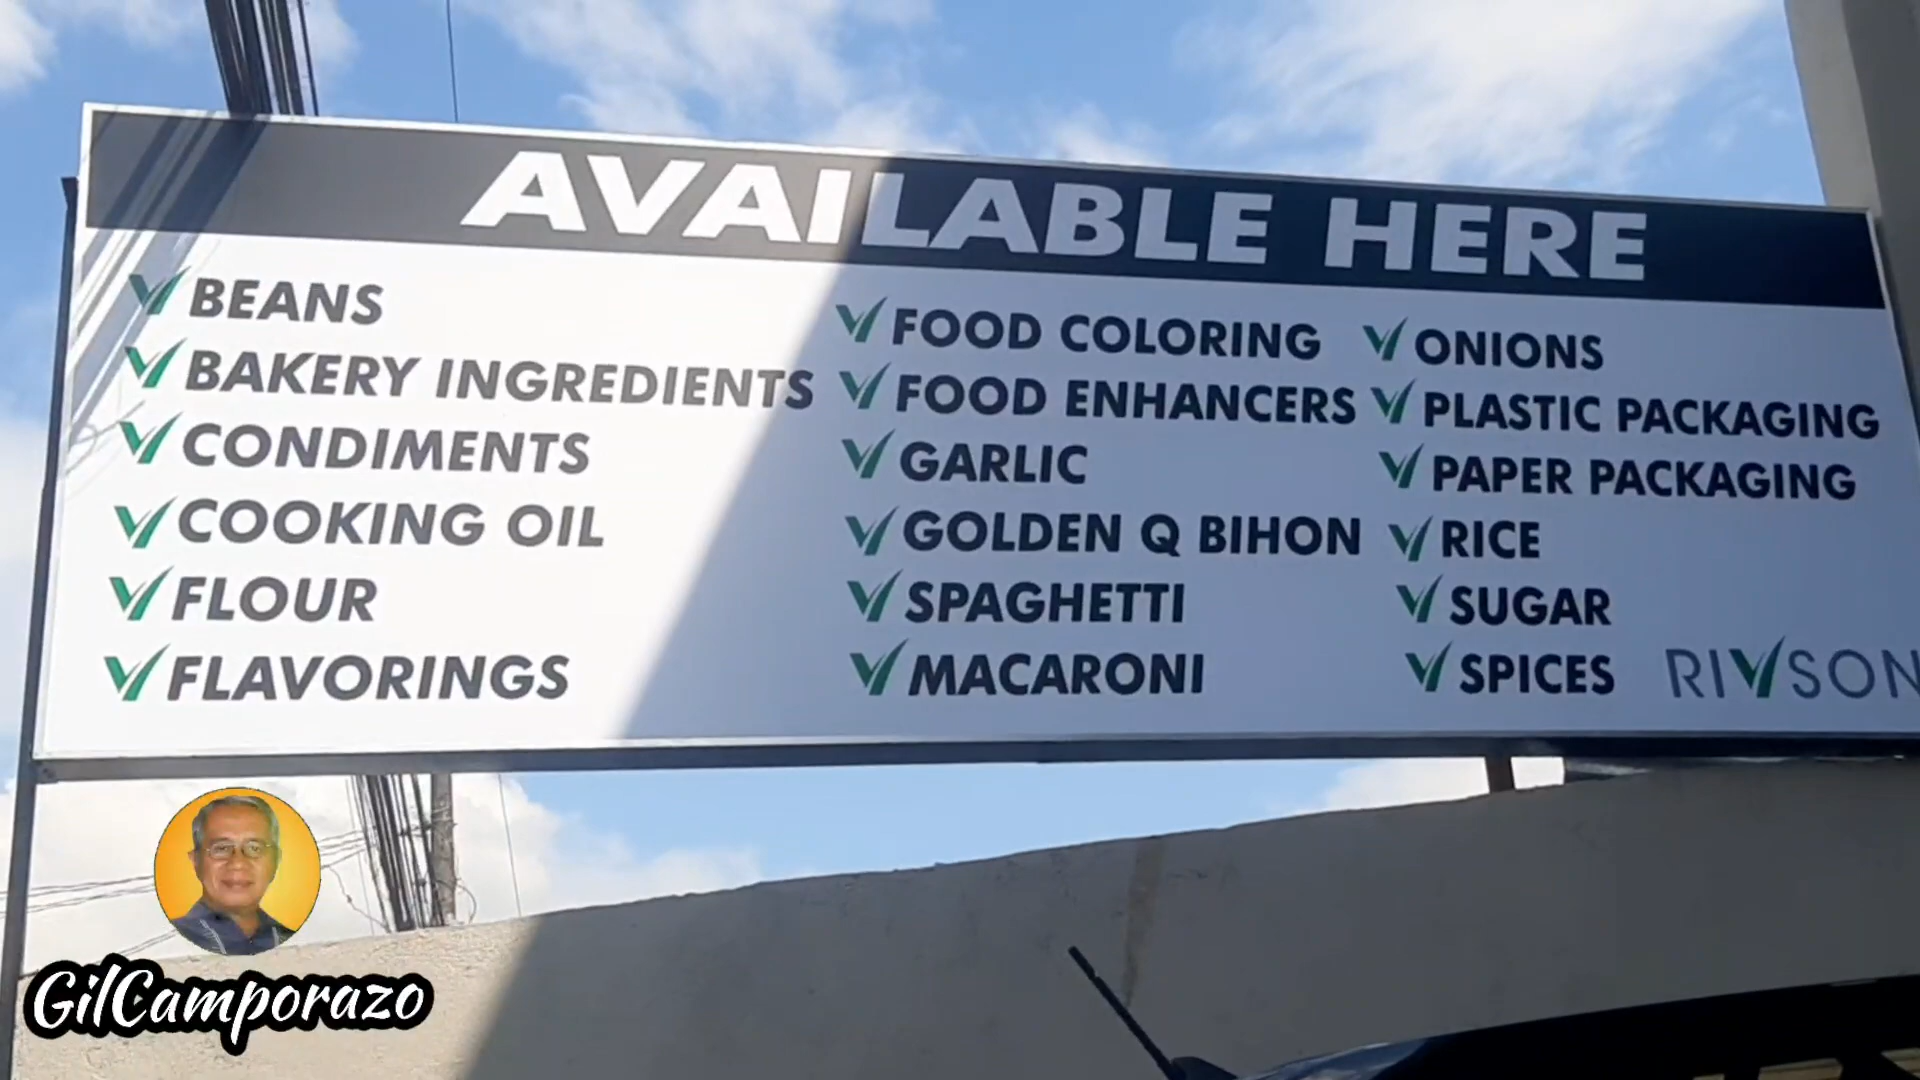 AVAILABLE HERE
BEANS
BAKERY INGREDIENTS
CONDIMENTS
COOKING OIL
FLOUR
FLAVORINGS
FOOD COLORING
FOOD ENHANCERS
GARLIC
GOLDEN Q BIHON
SPAGHETTI
MACARONI
ONIONS
PLASTIC PACKAGING
PAPER PACKAGING
RICE
SUGAR
SPICES
RIVSON
GilCamporazo